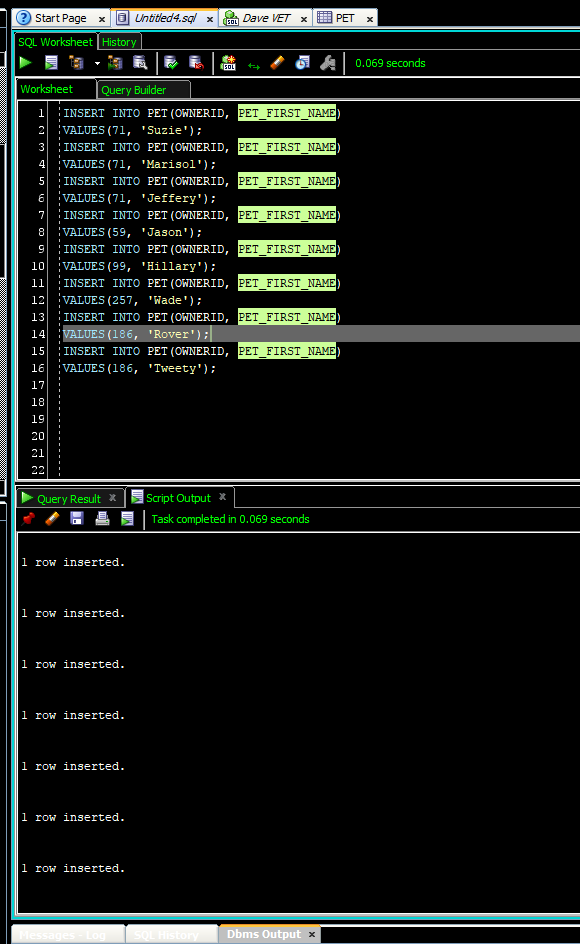 Start Page
Untitled4.sql
Dave VET
PET
SQL Worksheet
History
0.069 seconds
Worksheet
Query Builder
1 INSERT INTO PET(OWNERID, PET_FIRST_NAME)
2 VALUES(71, 'Suzie');
3 INSERT INTO PET(OWNERID, PET_FIRST_NAME)
4 VALUES(71, 'Marisol');
5 INSERT INTO PET(OWNERID, PET_FIRST_NAME)
6 VALUES(71, 'Jeffery');
7 INSERT INTO PET(OWNERID, PET_FIRST_NAME)
8 VALUES(59, 'Jason');
9 INSERT INTO PET(OWNERID, PET_FIRST_NAME)
10 VALUES(99, 'Hillary');
11 INSERT INTO PET(OWNERID, PET_FIRST_NAME)
12 VALUES(257, 'Wade');
13 INSERT INTO PET(OWNERID, PET_FIRST_NAME)
14 VALUES(186, 'Rover');
15 INSERT INTO PET(OWNERID, PET_FIRST_NAME)
16 VALUES(186, 'Tweety');
17
18
19
20
21
22
Query Result
Script Output
Task completed in 0.069 seconds
1 row inserted.
1 row inserted.
1 row inserted.
1 row inserted.
1 row inserted.
1 row inserted.
1 row inserted.
Messages - Log
SQL History
Dbms Output